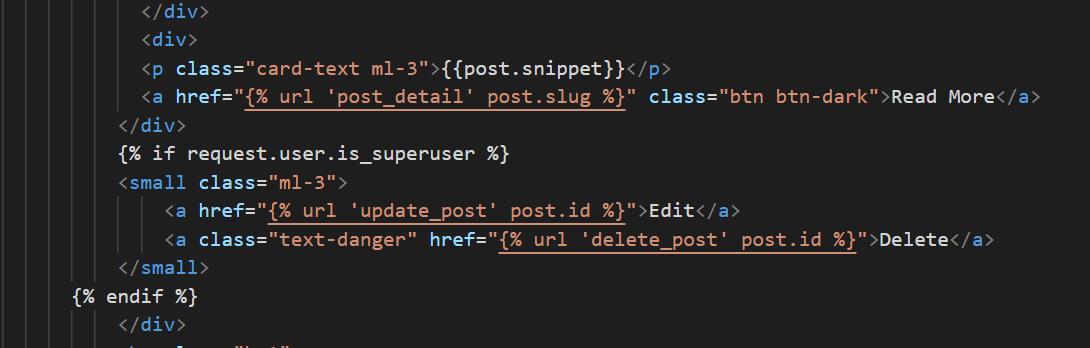 </div>
<div>
<p class="card-text ml-3">{{post.snippet}}</p>
<a href="{% url 'post_detail' post.slug %}" class="btn btn-dark">Read More</a>
</div>
{% if request.user.is_superuser %}
<small class="ml-3">
<a href="{% url 'update_post' post.id %}">Edit</a>
<a class="text-danger" href="{% url 'delete_post' post.id %}">Delete</a>
</small>
{% endif %}
</div>